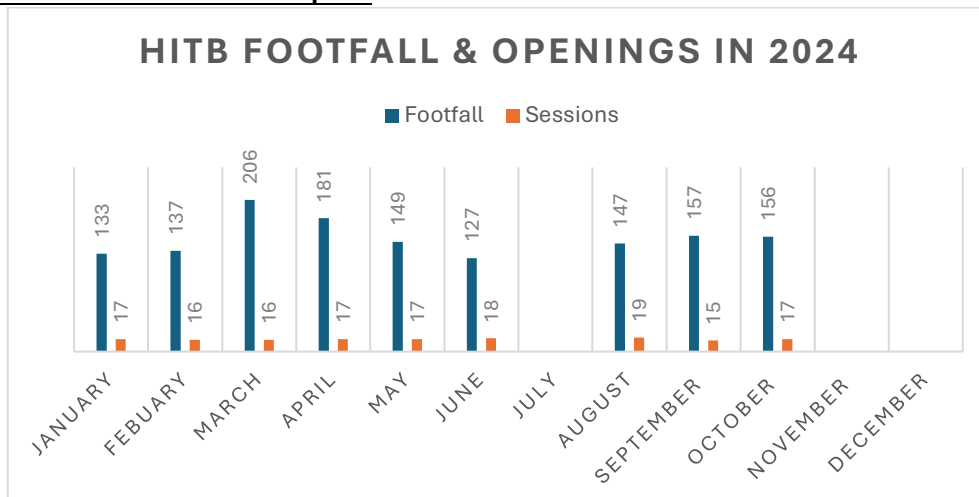 HITB FOOTFALL & OPENINGS IN 2024
Footfall Sessions
133 17 137 16 206 16 181 17 149 17 127 18 147 19 157 15 156 17
JANUARY FEBUARY MARCH APRIL MAY JUNE JULY AUGUST SEPTEMBER OCTOBER NOVEMBER DECEMBER